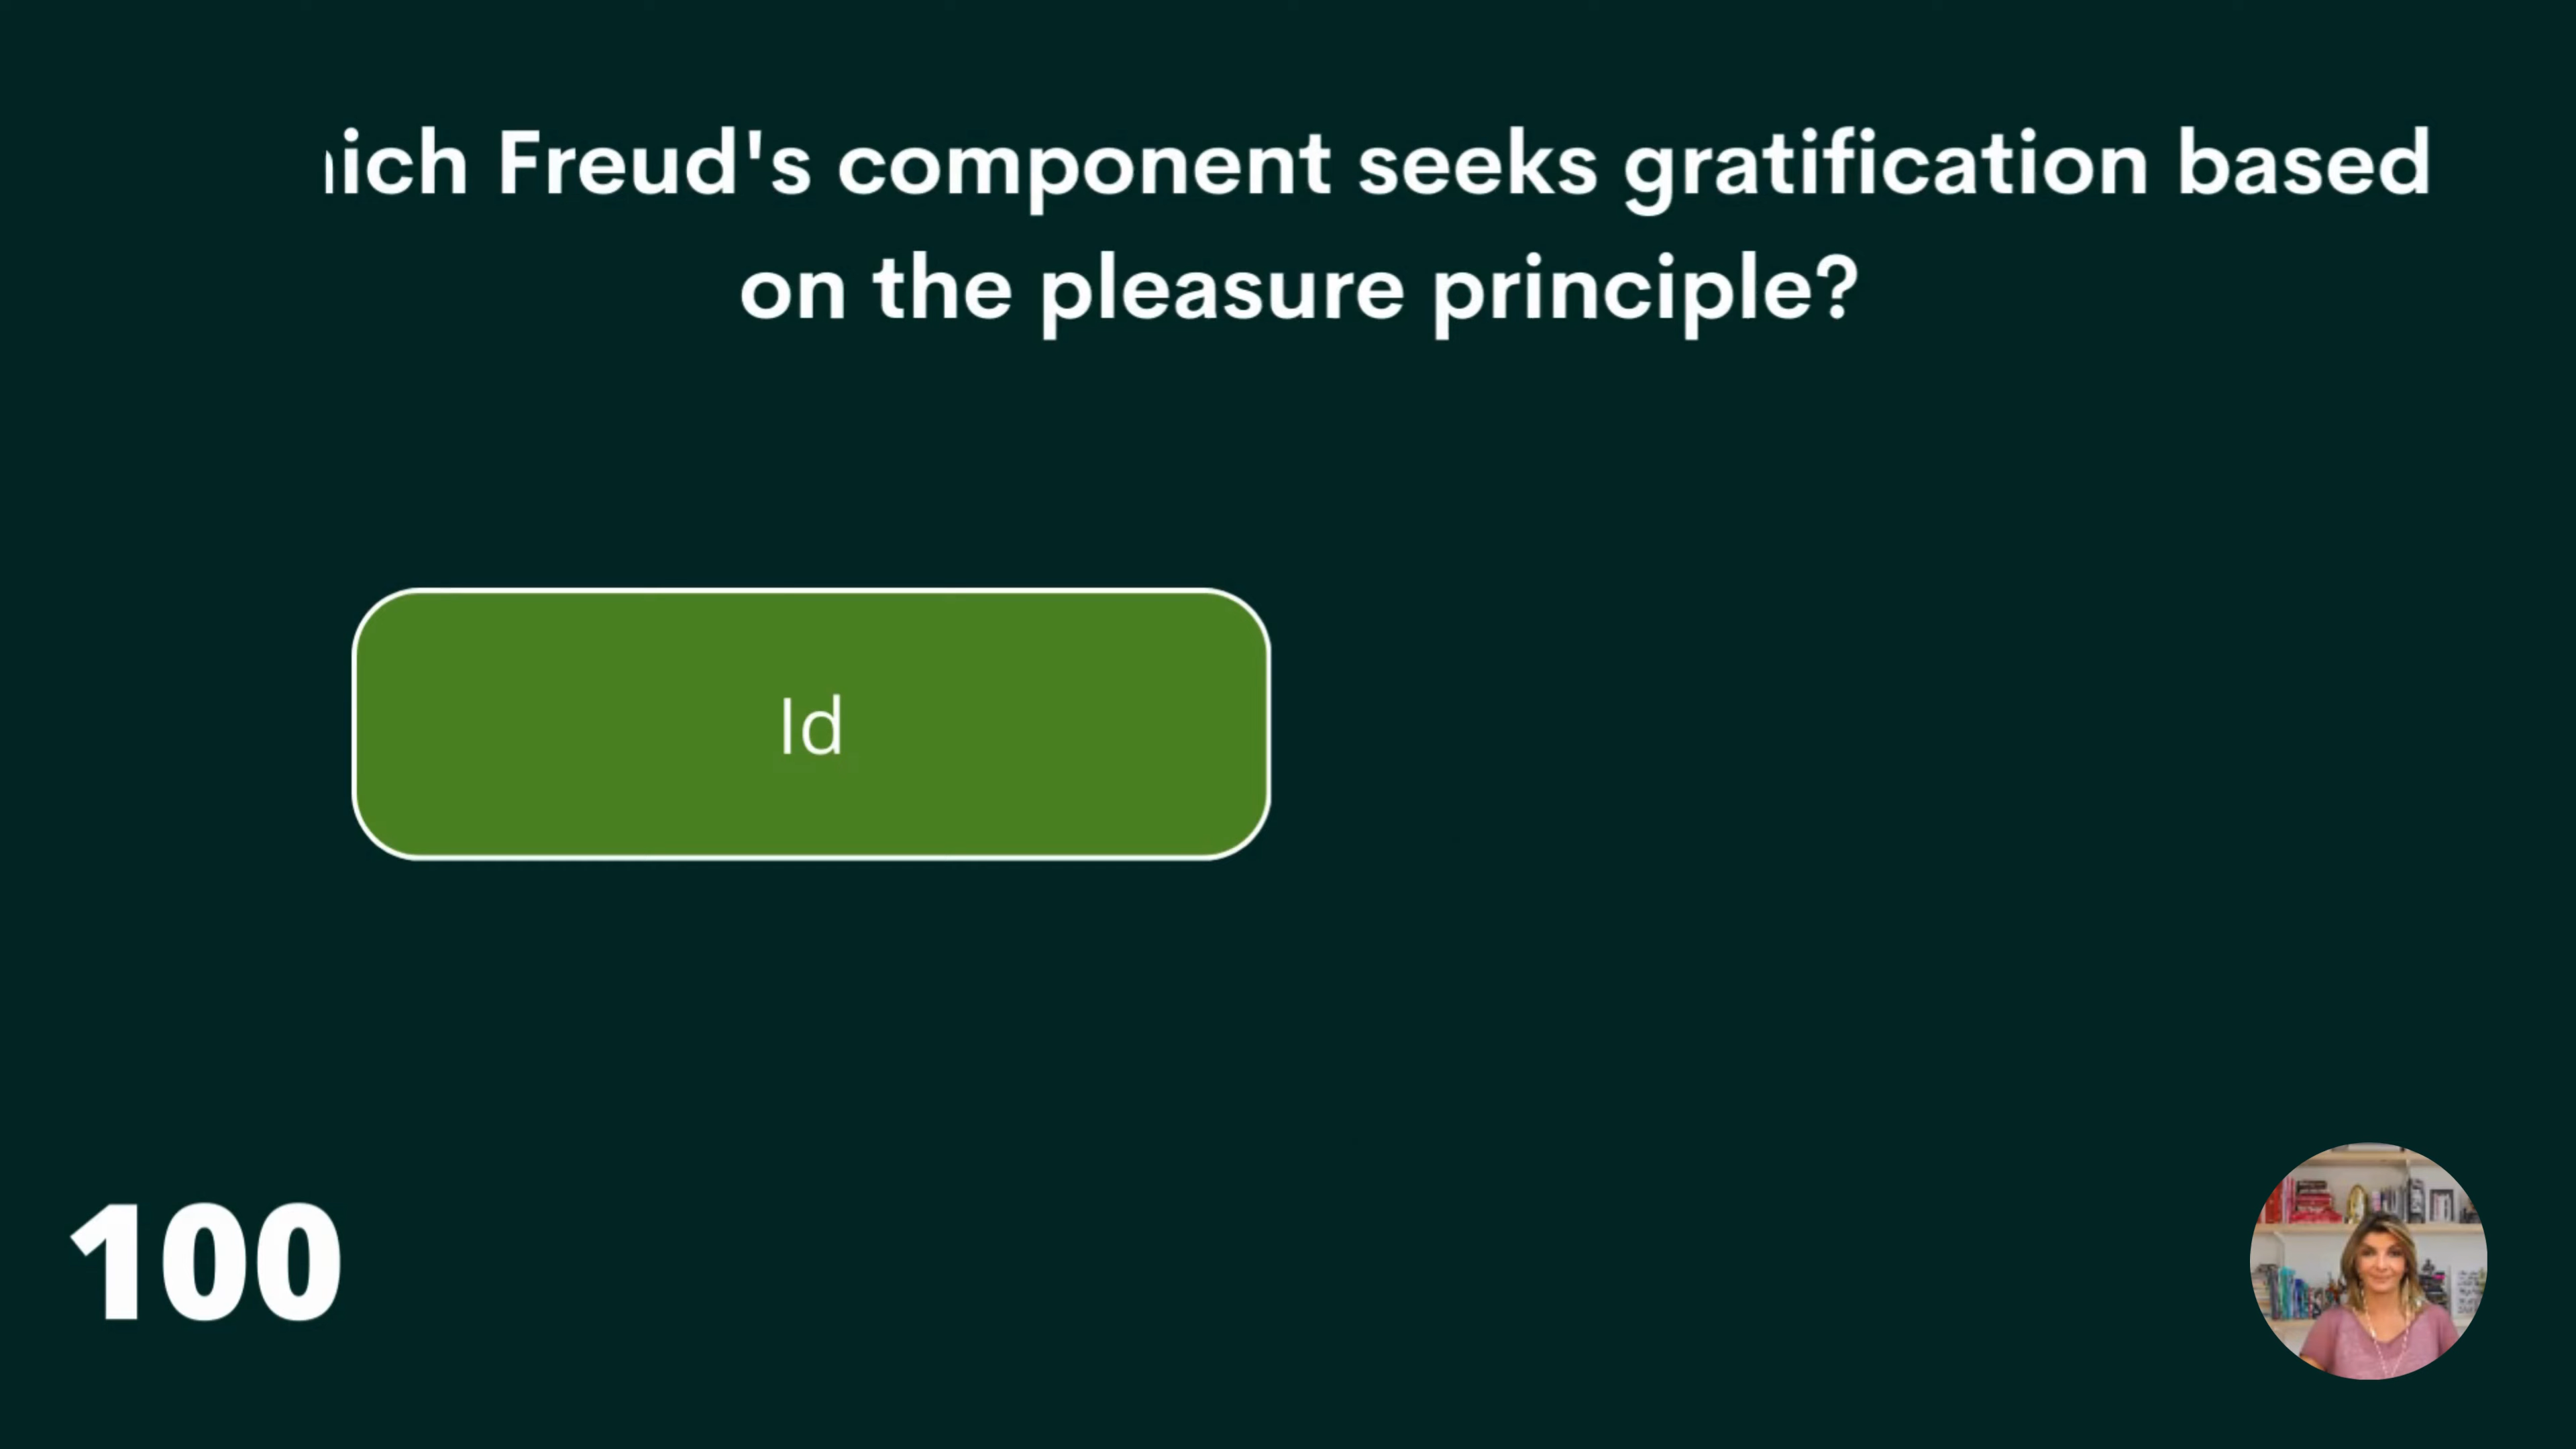 ich Freud's component seeks gratification based
on the pleasure principle?
Id
100